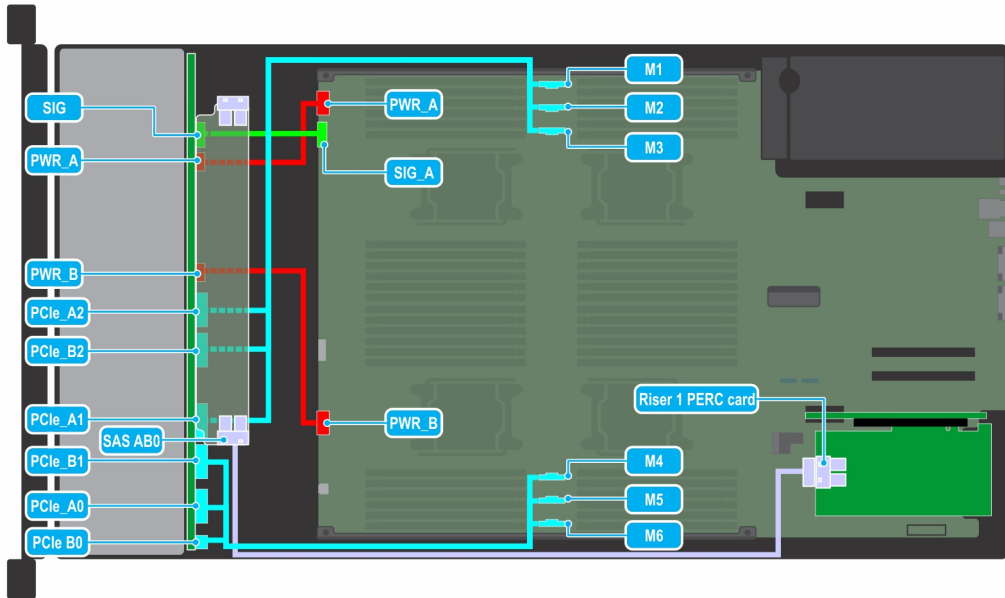 SIG
PWR_A
PWR_B
PCIe_A2
PCIe_B2
PCIe_A1
SAS AB0
PCIe_B1
PCIe_A0
PCIe B0
PWR_A
SIG_A
PWR_B
M1
M2
M3
Riser 1 PERC card
M4
M5
M6